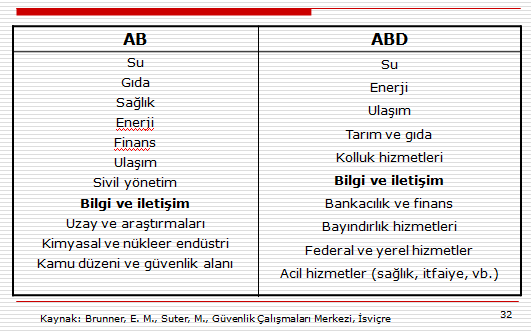 AB
Su
Gıda
Sağlık
Enerji
Finans
Ulaşım
Sivil yönetim
Bilgi ve iletişim
Uzay ve araştırmaları
Kimyasal ve nükleer endüstri
Kamu düzeni ve güvenlik alanı
ABD
Su
Enerji
Ulaşım
Tarım ve gıda
Kolluk hizmetleri
Bilgi ve iletişim
Bankacılık ve finans
Bayındırlık hizmetleri
Federal ve yerel hizmetler
Acil hizmetler (sağlık, itfaiye, vb.)
Kaynak: Brunner, E. M., Suter, M., Güvenlik Çalışmaları Merkezi, İsviçre
32